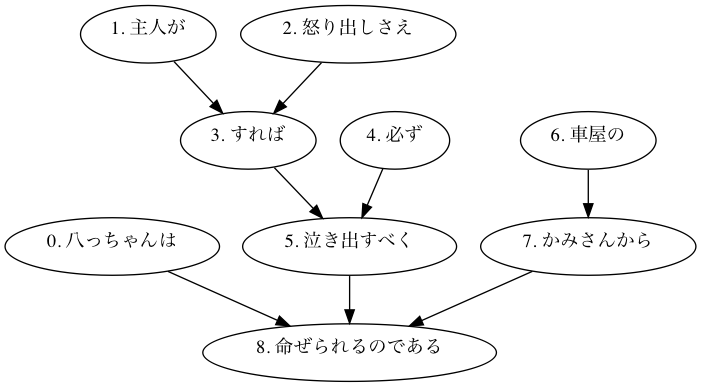 1. 主人が
2. 怒り出しさえ
3. すれば
4. 必ず
6. 車屋の
0. 八っちゃんは
5. 泣き出すべく
7. かみさんから
8. 命ぜられるのである